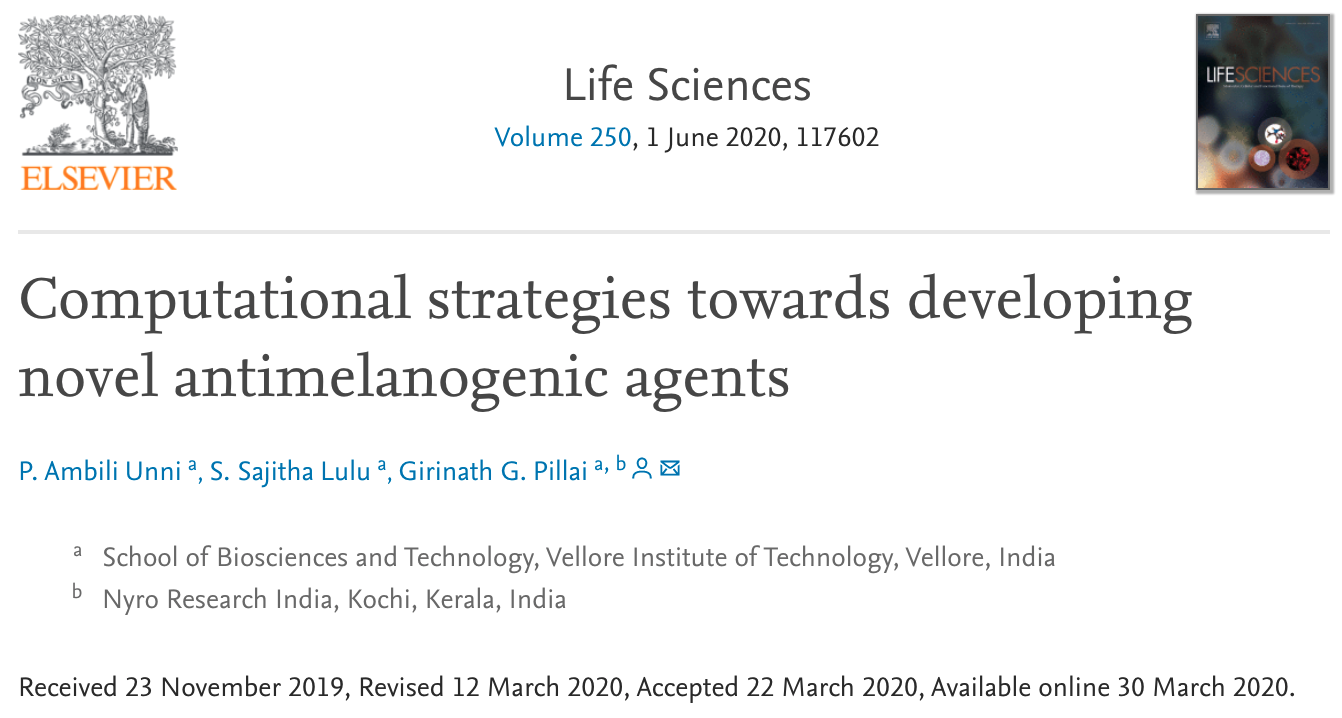 ELSEVIER
Life Sciences
Volume 250, 1 June 2020, 117602
LIFESCIENCES
Computational strategies towards developing
novel antimelanogenic agents
P. Ambili Unni a, S. Sajitha Lulu a, Girinath G. Pillai a, b
a School of Biosciences and Technology, Vellore Institute of Technology, Vellore, India
b Nyro Research India, Kochi, Kerala, India
Received 23 November 2019, Revised 12 March 2020, Accepted 22 March 2020, Available online 30 March 2020.